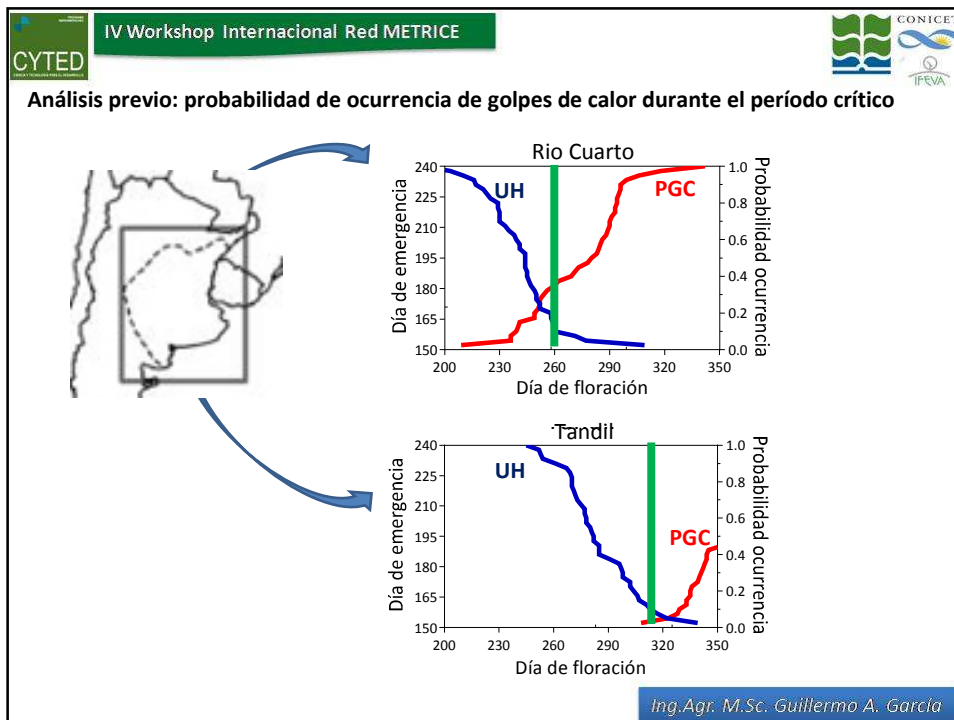 IV Workshop Internacional Red METRICE
CYTED
CONICET
IFEVA
Análisis previo: probabilidad de ocurrencia de golpes de calor durante el período crítico
Rio Cuarto
240
225
210
195
180
165
150
Día de emergencia
UH
PGC
1.0
0.8
0.6
0.4
0.2
0.0
Probabilidad ocurrencia
200 230 260 290 320 350
Día de floración
Tandil
240
225
210
195
180
165
150
Día de emergencia
UH
PGC
1.0
0.8
0.6
0.4
0.2
0.0
Probabilidad ocurrencia
200 230 260 290 320 350
Día de floración
Ing.Agr. M.Sc. Guillermo A. García